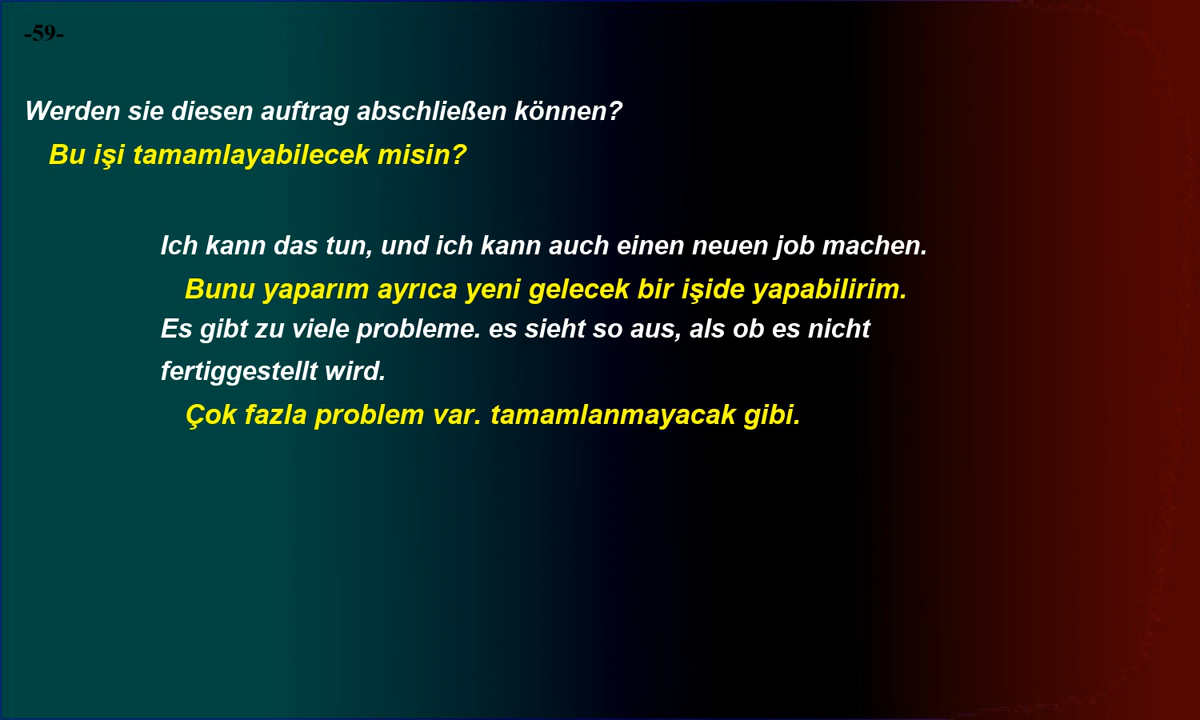 -59-
Werden sie diesen auftrag abschließen können?
Bu işi tamamlayabilecek misin?
Ich kann das tun, und ich kann auch einen neuen job machen.
Bunu yaparım ayrıca yeni gelecek bir işide yapabilirim.
Es gibt zu viele probleme. es sieht so aus, als ob es nicht
fertiggestellt wird.
Çok fazla problem var. tamamlanmayacak gibi.